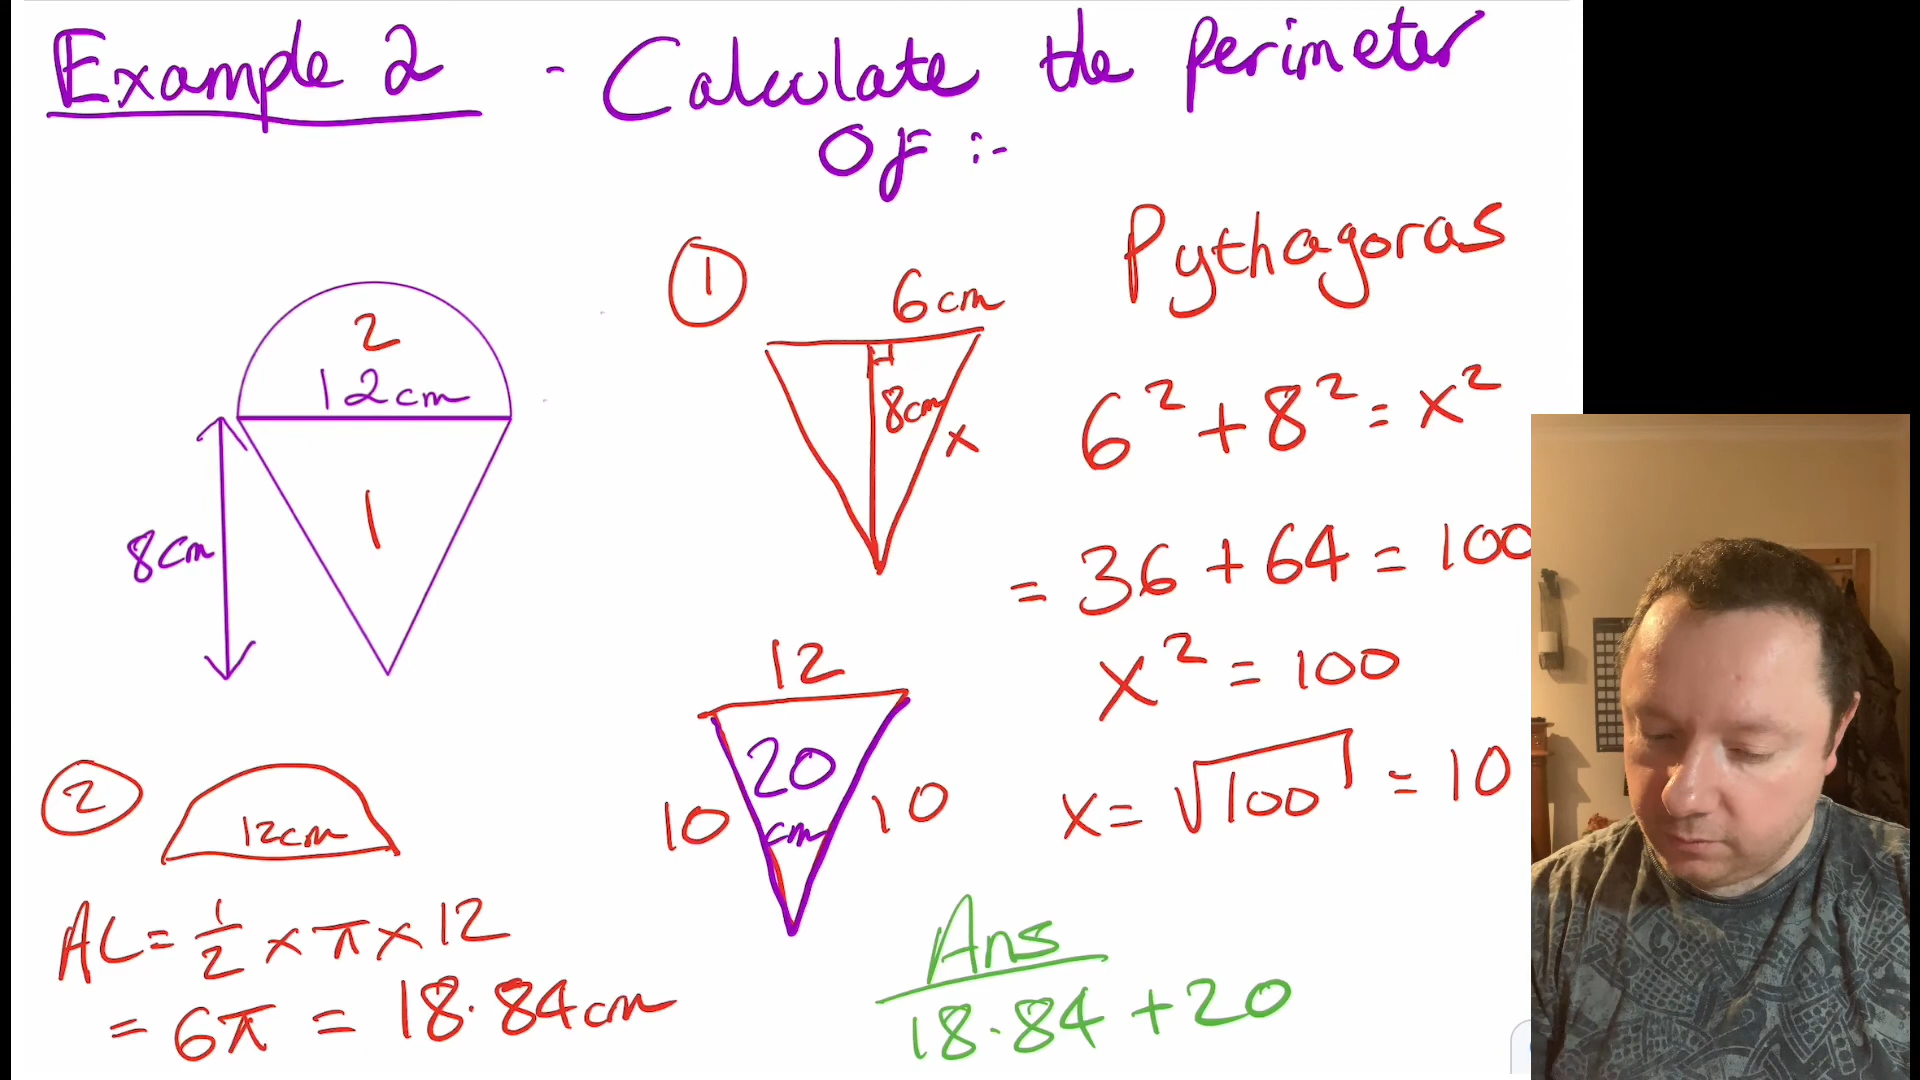 Example 2 - Calculate the perimeter
of :-
2
12cm
8cm
1
1
6cm
8cm
x
Pythagoras
6² + 8² = x²
= 36 + 64 = 100
x² = 100
x = √100 = 10
12
20
cm
10
10
2
12cm
AL = 1/2 × π × 12
= 6π = 18.84cm
Ans
18.84 + 20